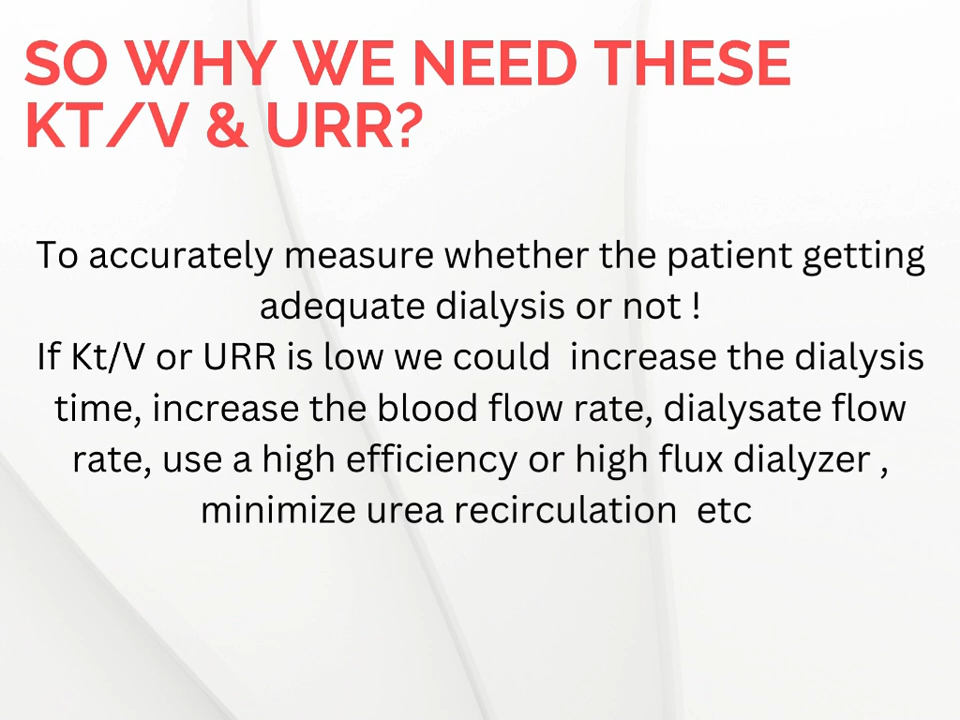 SO WHY WE NEED THESE
KT/V & URR?
To accurately measure whether the patient getting
adequate dialysis or not !
If Kt/V or URR is low we could  increase the dialysis
time, increase the blood flow rate, dialysate flow
rate, use a high efficiency or high flux dialyzer ,
minimize urea recirculation  etc